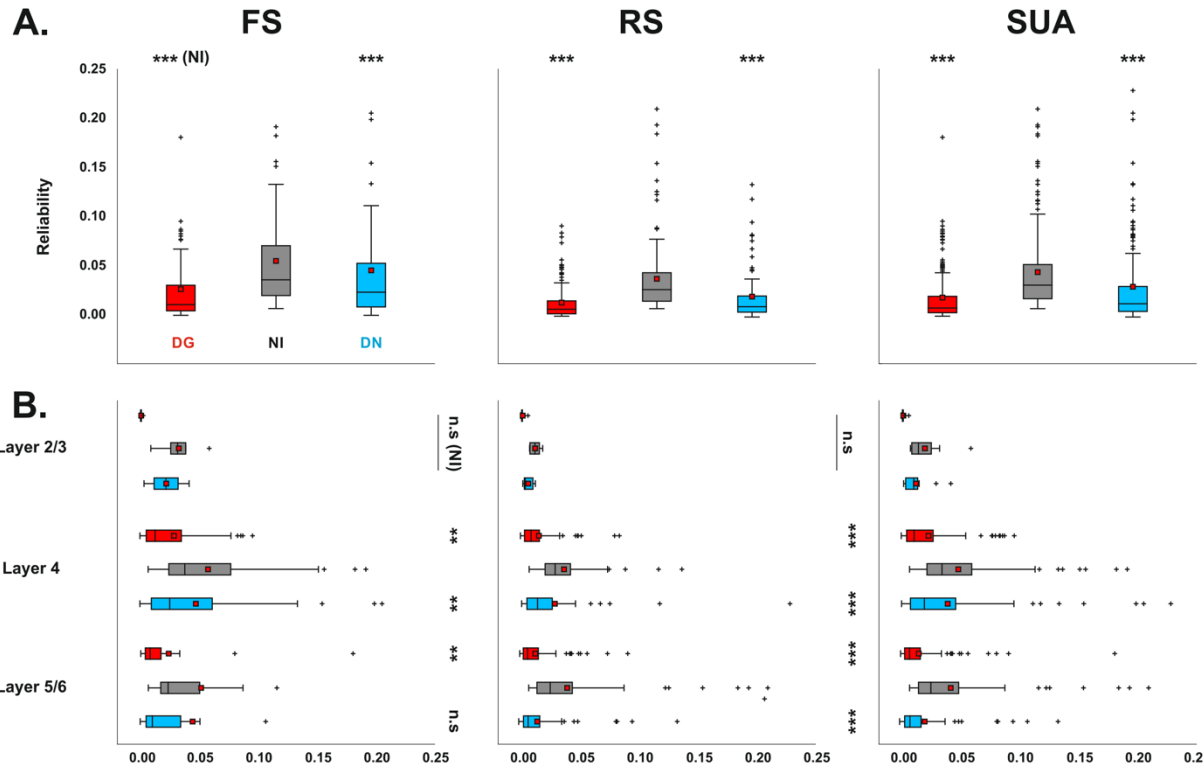 A.
FS RS SUA
*** (NI) *** *** *** *** ***
0.25
0.20
0.15
0.10
0.05
0.00
Reliability
DG NI DN
B.
Layer 2/3
Layer 4
Layer 5/6
n.s (NI)
**
**
**
n.s
n.s
***
***
***
***
0.00 0.05 0.10 0.15 0.20 0.25
0.00 0.05 0.10 0.15 0.20 0.25
0.00 0.05 0.10 0.15 0.20 0.2